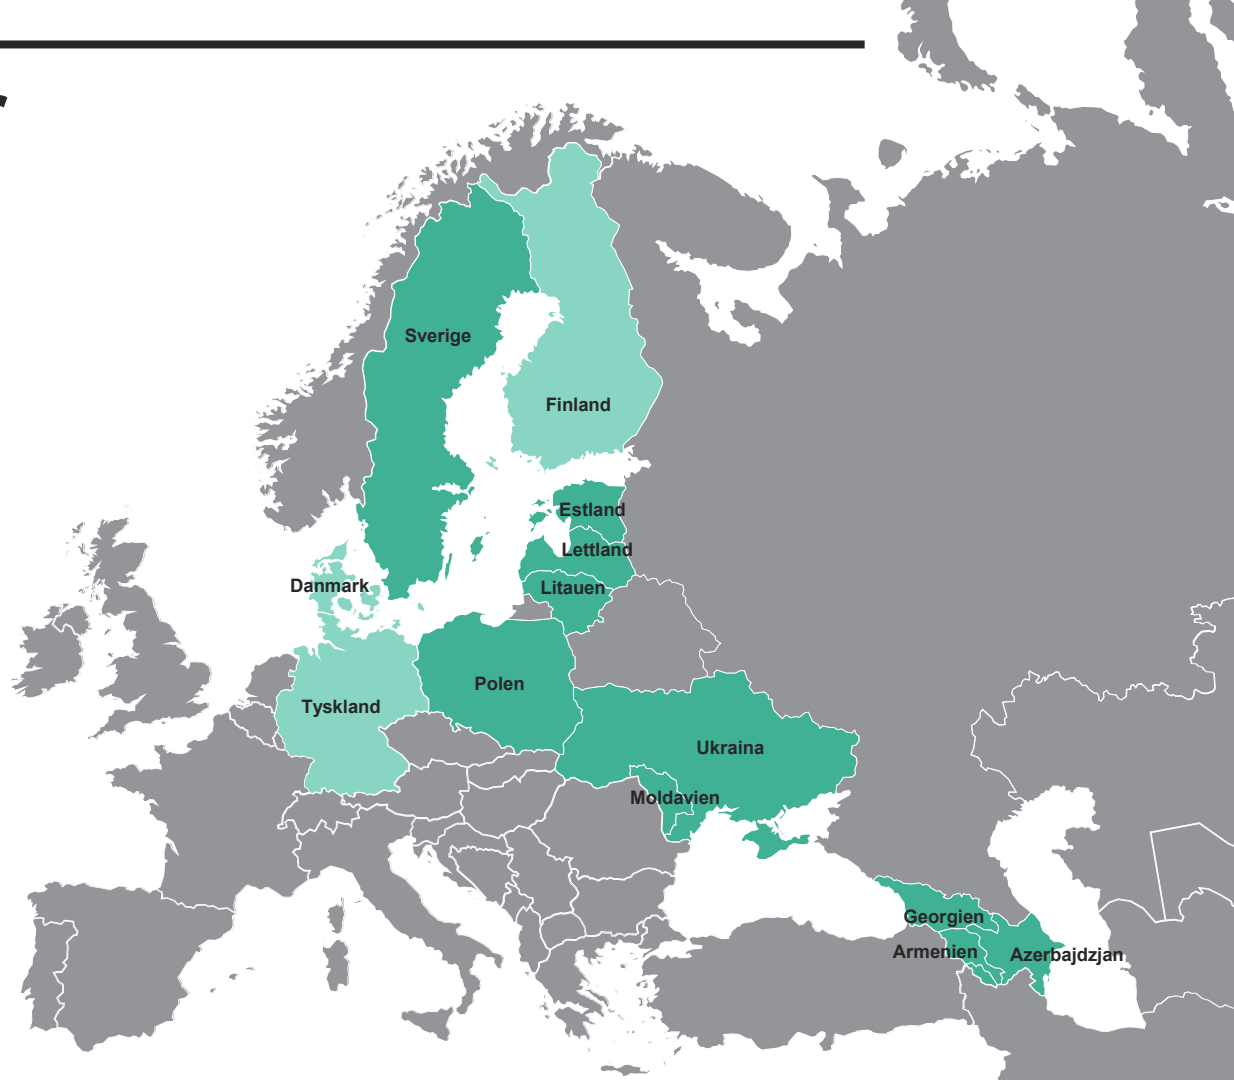 Sverige
Finland
Estland
Lettland
Danmark
Litauen
Polen
Tyskland
Ukraina
Moldavien
Georgien
Armenien
Azerbajdzjan